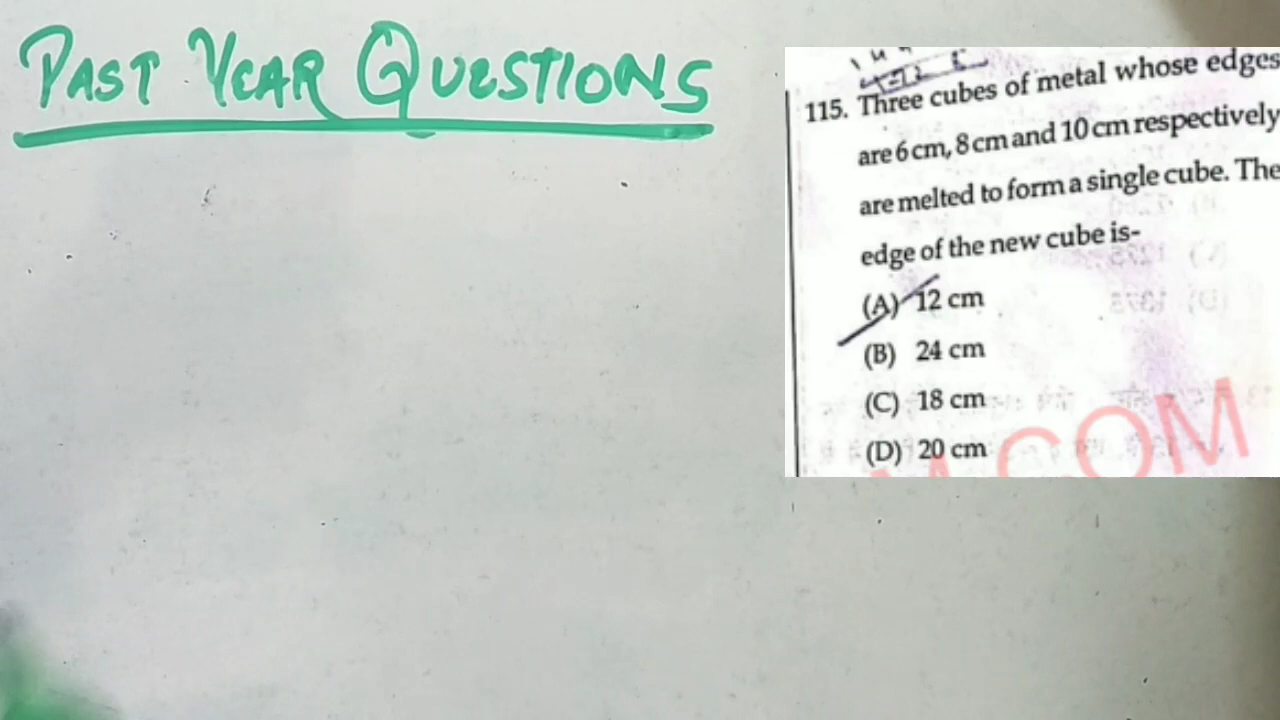 PAST YEAR QUESTIONS
115. Three cubes of metal whose edges
are 6 cm, 8 cm and 10 cm respectively
are melted to form a single cube. The
edge of the new cube is-
(A) 12 cm
(B) 24 cm
(C) 18 cm
(D) 20 cm
.COM